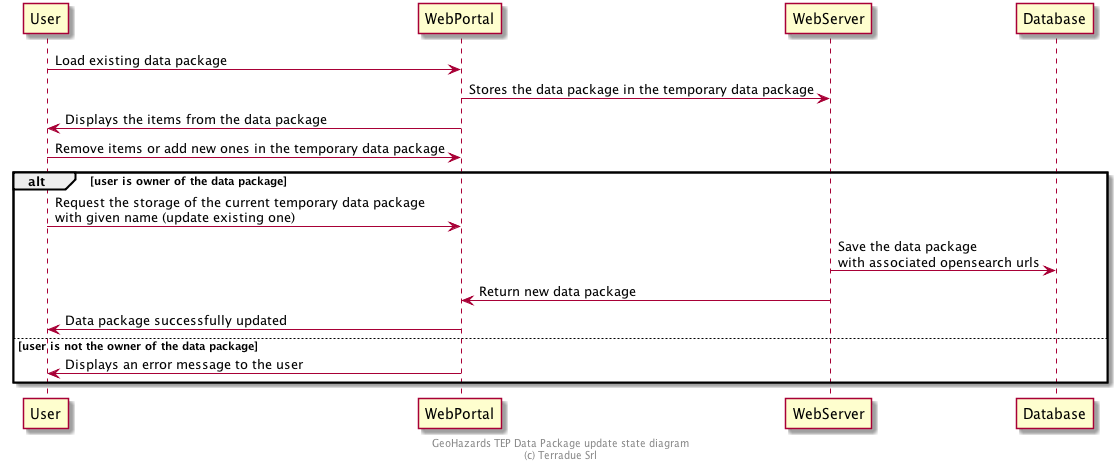 User WebPortal WebServer Database
Load existing data package
Stores the data package in the temporary data package
Displays the items from the data package
Remove items or add new ones in the temporary data package
alt [user is owner of the data package]
Request the storage of the current temporary data package
with given name (update existing one)
Save the data package
with associated opensearch urls
Return new data package
Data package successfully updated
[user is not the owner of the data package]
Displays an error message to the user
User WebPortal WebServer Database
GeoHazards TEP Data Package update state diagram
(c) Terradue Srl